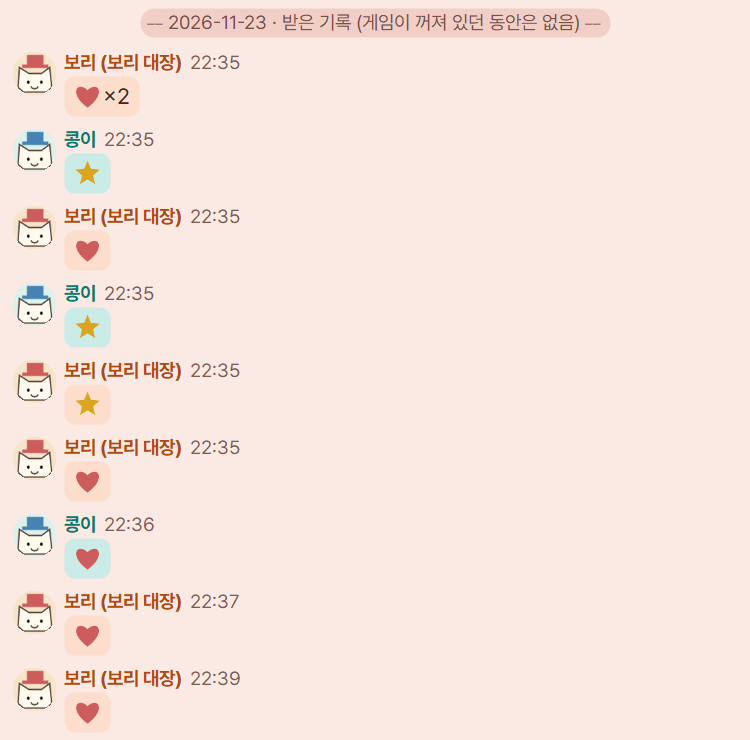 — 2026-11-23 · 받은 기록 (게임이 꺼져 있던 동안은 없음) —
보리 (보리 대장) 22:35
♥×2
콩이 22:35
★
보리 (보리 대장) 22:35
♥
콩이 22:35
★
보리 (보리 대장) 22:35
★
보리 (보리 대장) 22:35
♥
콩이 22:36
♥
보리 (보리 대장) 22:37
♥
보리 (보리 대장) 22:39
♥